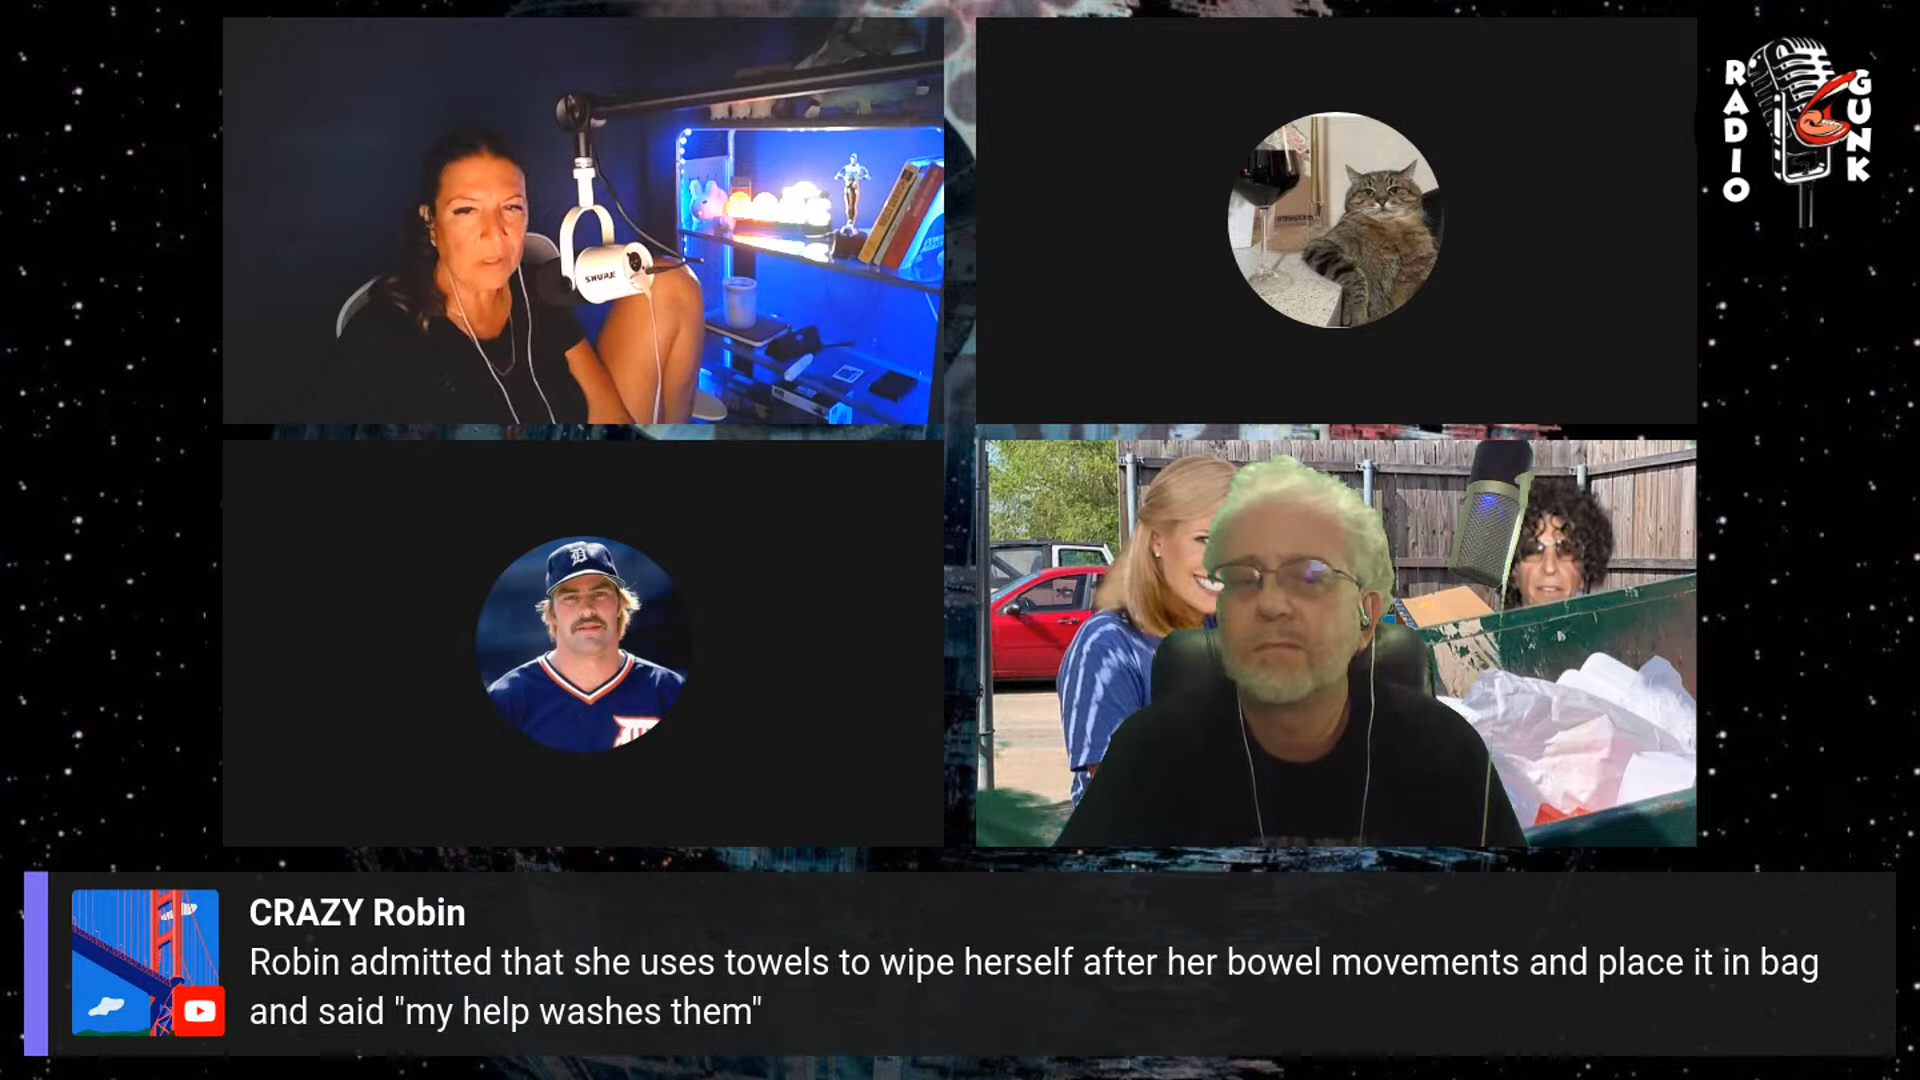 RADIO
GUNK
SHURE
D
CRAZY Robin
Robin admitted that she uses towels to wipe herself after her bowel movements and place it in bag
and said "my help washes them"